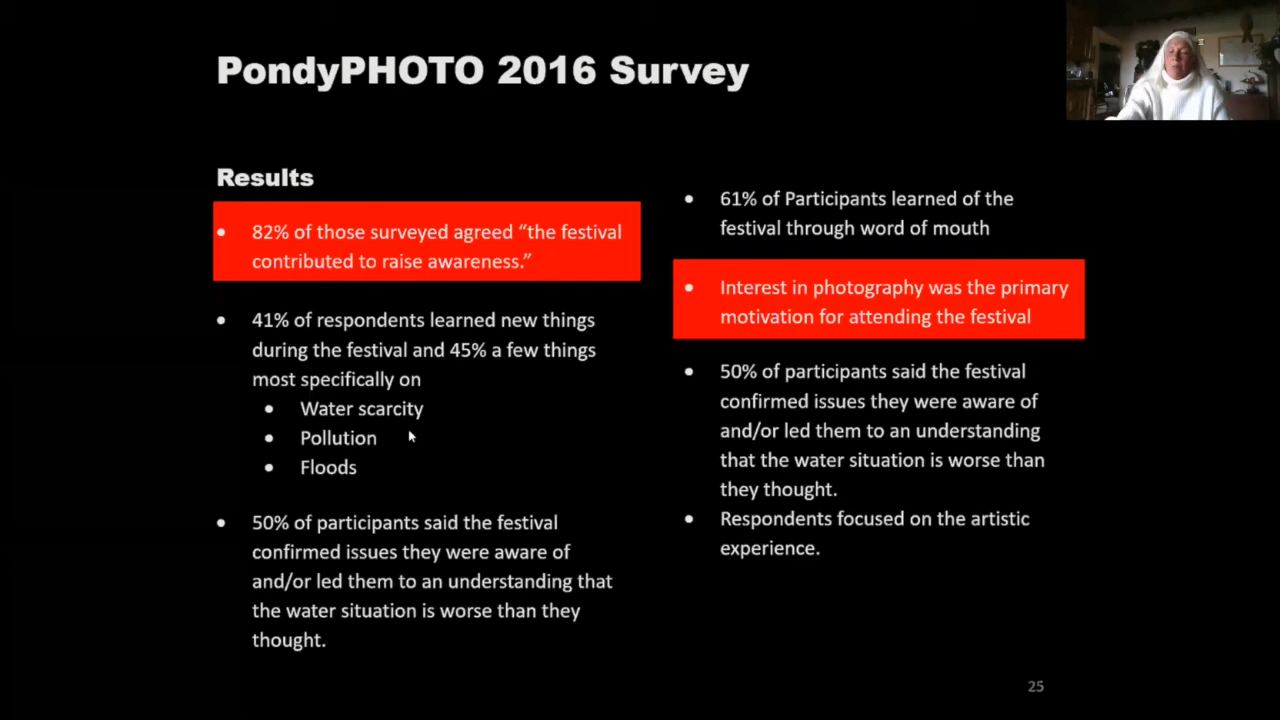 PondyPHOTO 2016 Survey
Results
• 82% of those surveyed agreed “the festival
contributed to raise awareness.”
• 41% of respondents learned new things
during the festival and 45% a few things
most specifically on
• Water scarcity
• Pollution
• Floods
• 50% of participants said the festival
confirmed issues they were aware of
and/or led them to an understanding that
the water situation is worse than they
thought.
• 61% of Participants learned of the
festival through word of mouth
• Interest in photography was the primary
motivation for attending the festival
• 50% of participants said the festival
confirmed issues they were aware of
and/or led them to an understanding
that the water situation is worse than
they thought.
• Respondents focused on the artistic
experience.
25